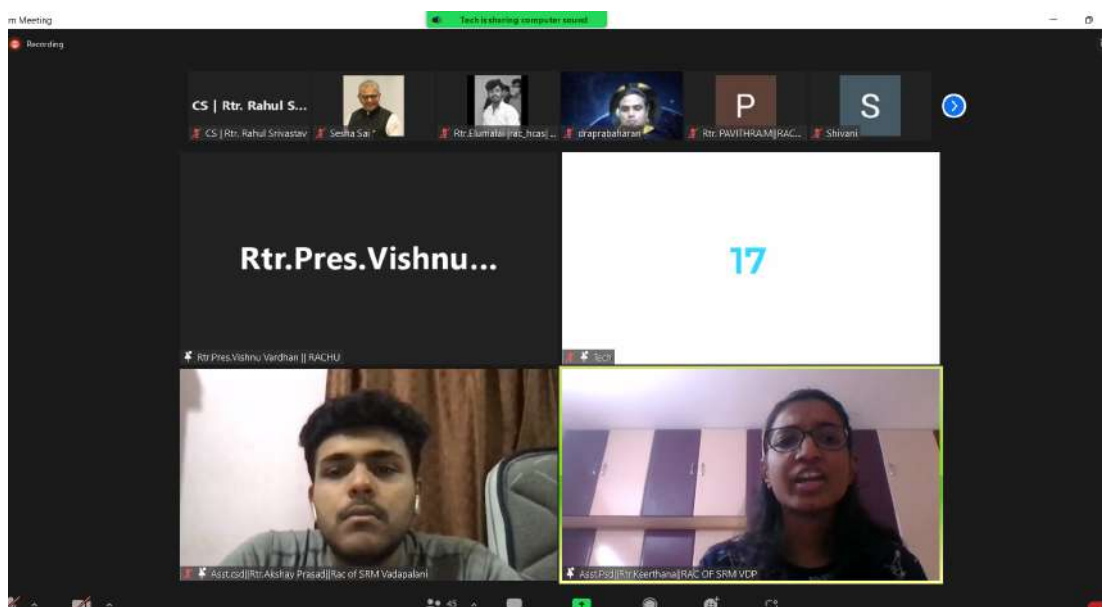 m Meeting
Tech is sharing computer sound
Recording
CS | Rtr. Rahul S...
P
S
CS | Rtr. Rahul Srivastav
Sesha Sai
Rtr.Elumalai |rac_hcas| ...
draprabaharan
Rtr. PAVITHRA.M||RAC...
Shivani
Rtr.Pres.Vishnu...
17
Rtr.Pres.Vishnu Vardhan || RACHU
Tech
Asst.csd||Rtr.Akshay Prasad||Rac of SRM Vadapalani
Asst.Psd||Rtr.Keerthana||RAC OF SRM VDP
45